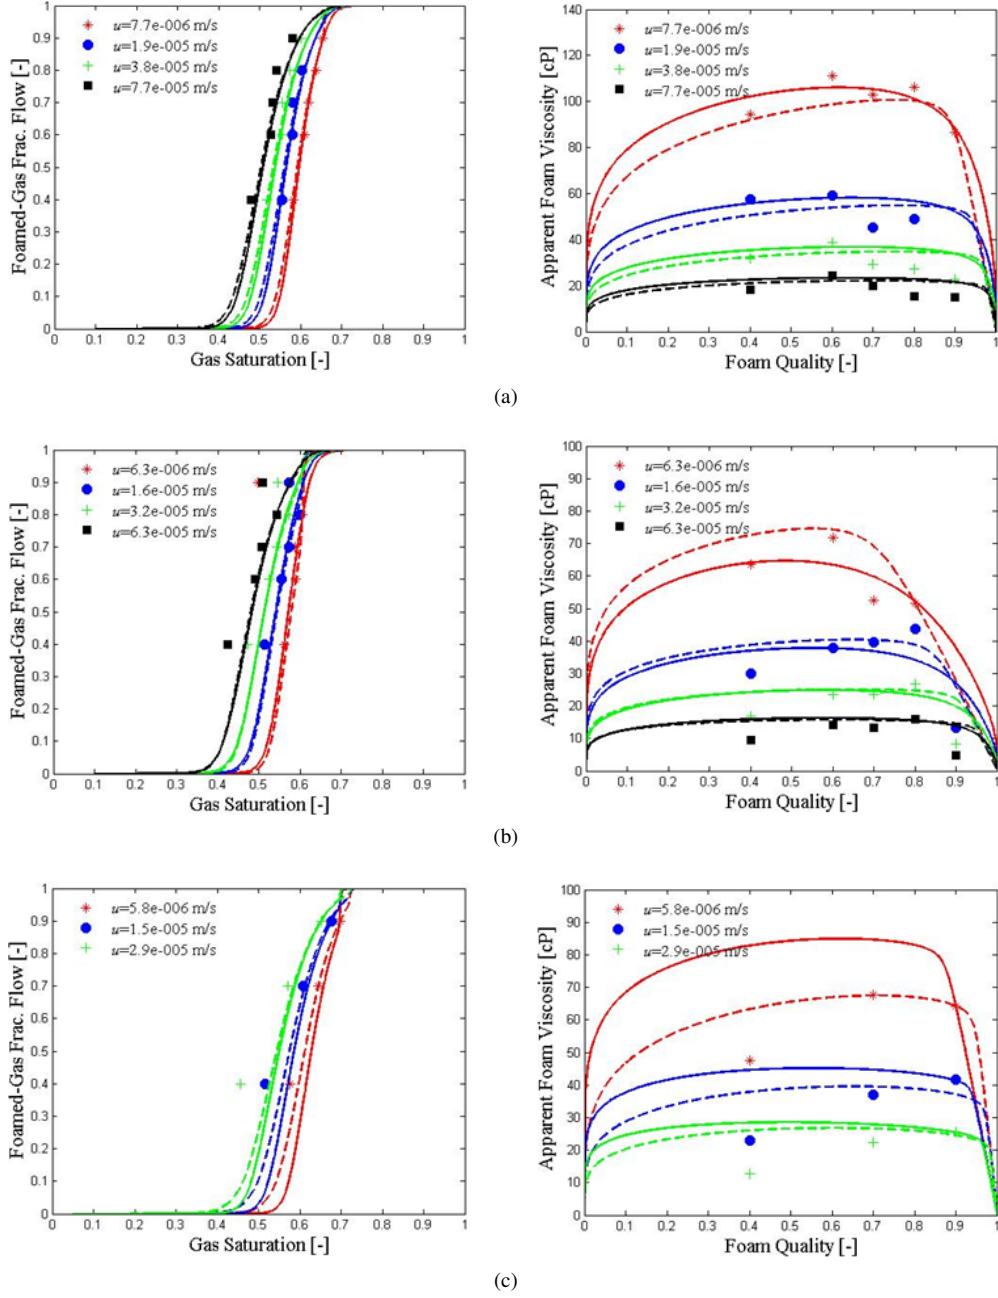 1
0.9
0.8
0.7
0.6
0.5
0.4
0.3
0.2
0.1
0
Foamed-Gas Frac. Flow [-]
u=7.7e-006 m/s
u=1.9e-005 m/s
u=3.8e-005 m/s
u=7.7e-005 m/s
0 0.1 0.2 0.3 0.4 0.5 0.6 0.7 0.8 0.9 1
Gas Saturation [-]
140
120
100
80
60
40
20
0
Apparent Foam Viscosity [cP]
u=7.7e-006 m/s
u=1.9e-005 m/s
u=3.8e-005 m/s
u=7.7e-005 m/s
0 0.1 0.2 0.3 0.4 0.5 0.6 0.7 0.8 0.9 1
Foam Quality [-]
(a)
1
0.9
0.8
0.7
0.6
0.5
0.4
0.3
0.2
0.1
0
Foamed-Gas Frac. Flow [-]
u=6.3e-006 m/s
u=1.6e-005 m/s
u=3.2e-005 m/s
u=6.3e-005 m/s
0 0.1 0.2 0.3 0.4 0.5 0.6 0.7 0.8 0.9 1
Gas Saturation [-]
100
90
80
70
60
50
40
30
20
10
0
Apparent Foam Viscosity [cP]
u=6.3e-006 m/s
u=1.6e-005 m/s
u=3.2e-005 m/s
u=6.3e-005 m/s
0 0.1 0.2 0.3 0.4 0.5 0.6 0.7 0.8 0.9 1
Foam Quality [-]
(b)
1
0.9
0.8
0.7
0.6
0.5
0.4
0.3
0.2
0.1
0
Foamed-Gas Frac. Flow [-]
u=5.8e-006 m/s
u=1.5e-005 m/s
u=2.9e-005 m/s
0 0.1 0.2 0.3 0.4 0.5 0.6 0.7 0.8 0.9 1
Gas Saturation [-]
100
90
80
70
60
50
40
30
20
10
0
Apparent Foam Viscosity [cP]
u=5.8e-006 m/s
u=1.5e-005 m/s
u=2.9e-005 m/s
0 0.1 0.2 0.3 0.4 0.5 0.6 0.7 0.8 0.9 1
Foam Quality [-]
(c)